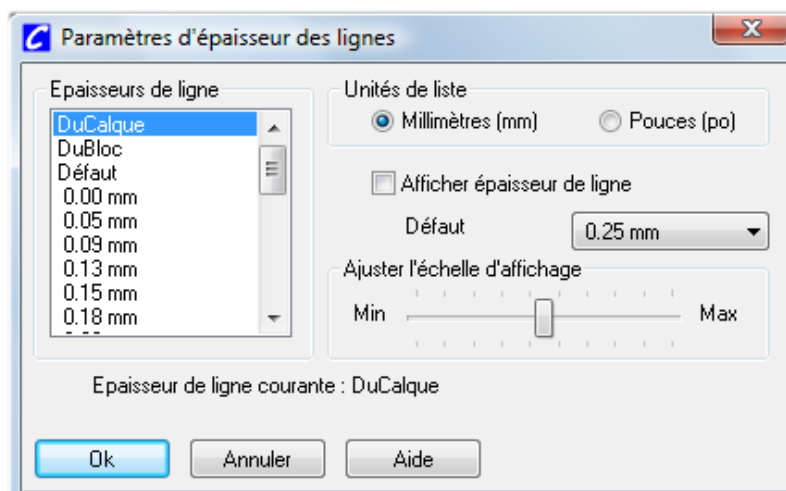 Paramètres d'épaisseur des lignes
Epaisseurs de ligne
DuCalque
DuBloc
Défaut
0.00 mm
0.05 mm
0.09 mm
0.13 mm
0.15 mm
0.18 mm
Unités de liste
Millimètres (mm)
Pouces (po)
Afficher épaisseur de ligne
Défaut
0.25 mm
Ajuster l'échelle d'affichage
Min
Max
Epaisseur de ligne courante : DuCalque
Ok
Annuler
Aide